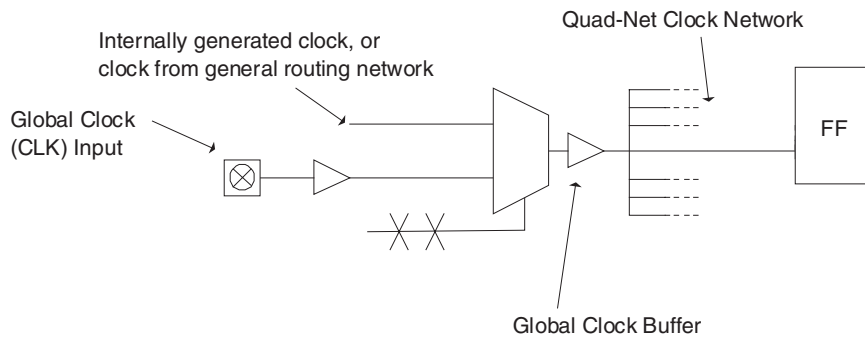 Quad-Net Clock Network
Internally generated clock, or
clock from general routing network
Global Clock
(CLK) Input
FF
Global Clock Buffer